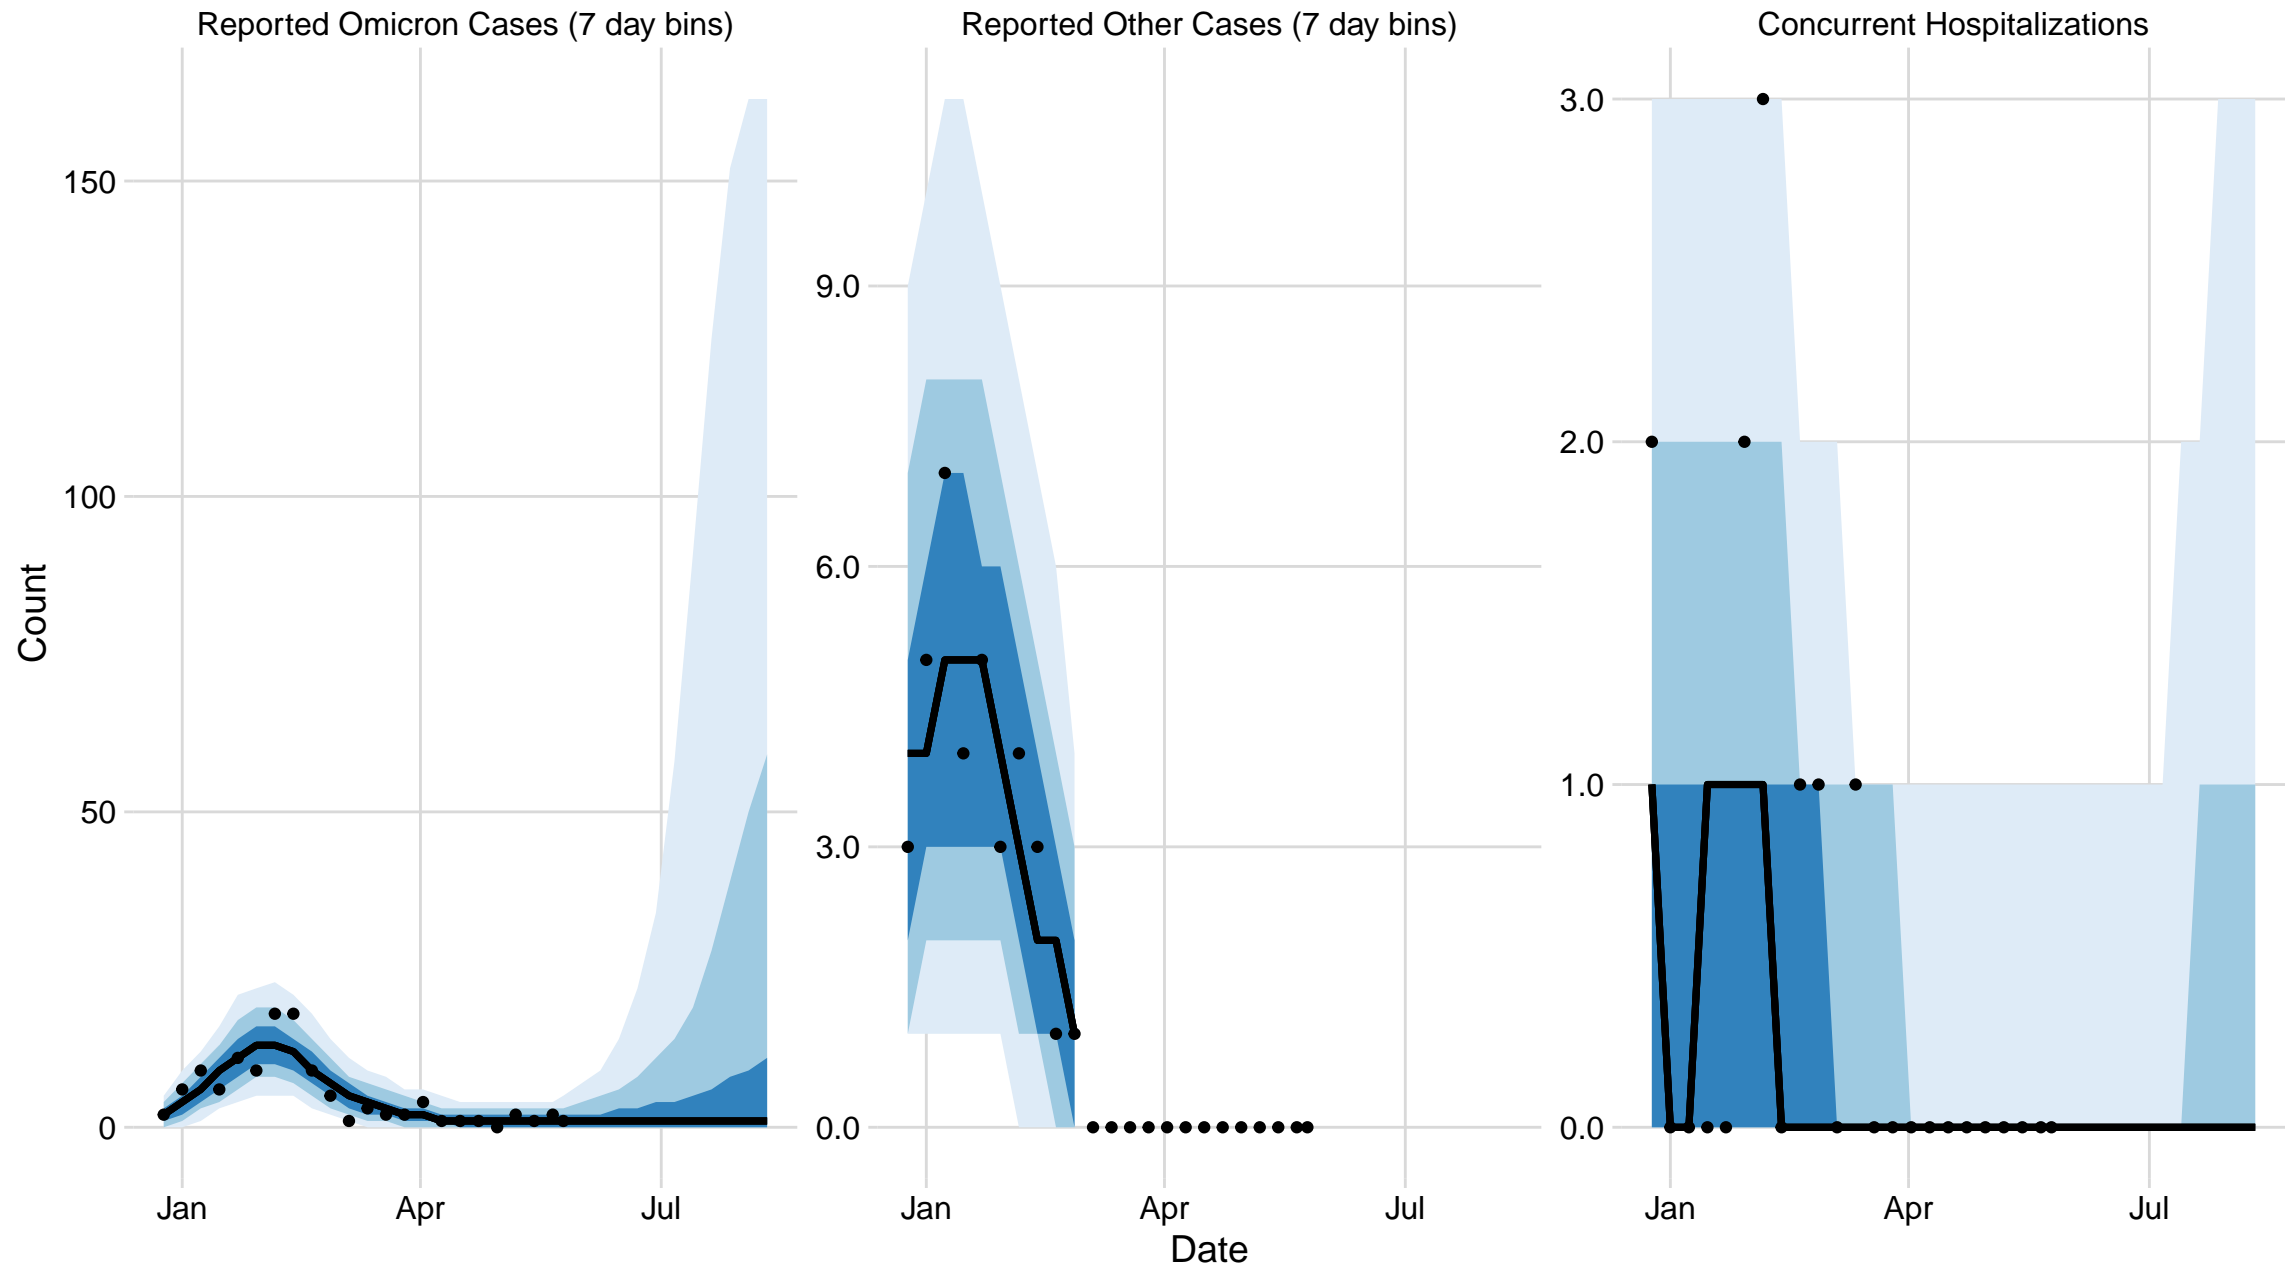 Reported Omicron Cases (7 day bins)
Reported Other Cases (7 day bins)
Concurrent Hospitalizations
Count
150
100
50
0
Jan
Apr
Jul
9.0
6.0
3.0
0.0
Jan
Apr
Jul
3.0
2.0
1.0
0.0
Jan
Apr
Jul
Date